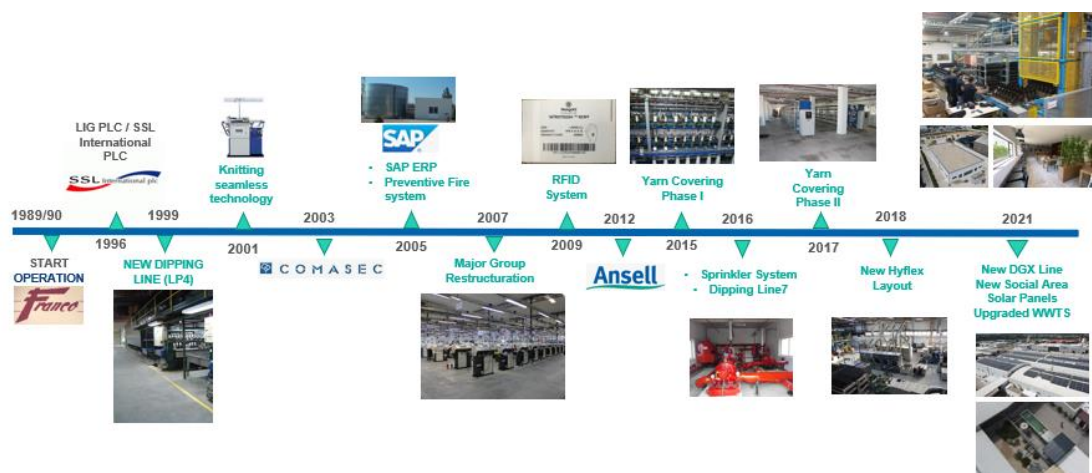 LIG PLC / SSL
International
PLC
SSL International plc
Knitting
seamless
technology
SAP
• SAP ERP
• Preventive Fire
system
RFID
System
Yarn Covering
Phase I
Yarn
Covering
Phase II
1989/90
1999
2003
2007
2012
2016
2018
2021
1996
2001
2005
2009
2015
2017
START
OPERATION
Franco
NEW DIPPING
LINE (LP4)
COMASEC
Major Group
Restructuration
Ansell
• Sprinkler System
• Dipping Line7
New Hyflex
Layout
New DGX Line
New Social Area
Solar Panels
Upgraded WWTS